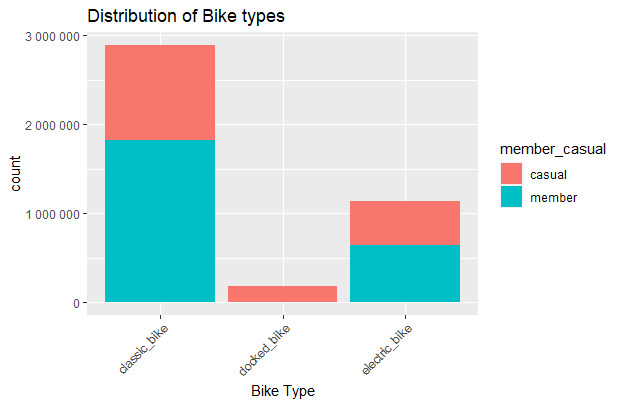 Distribution of Bike types
3 000 000
2 000 000
1 000 000
0
count
classic_bike
docked_bike
electric_bike
Bike Type
member_casual
casual
member